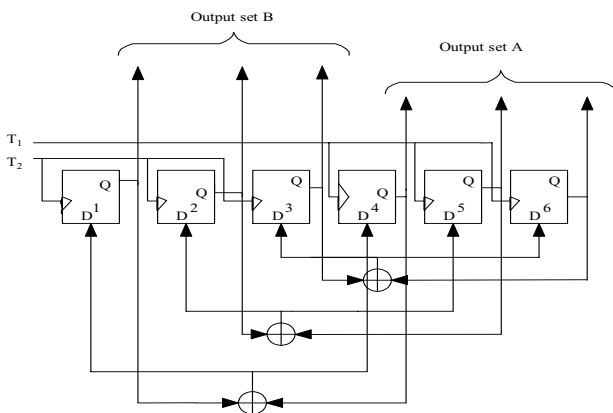 Output set B
Output set A
T1
T2
Q Q Q Q Q Q
D1 D2 D3 D4 D5 D6